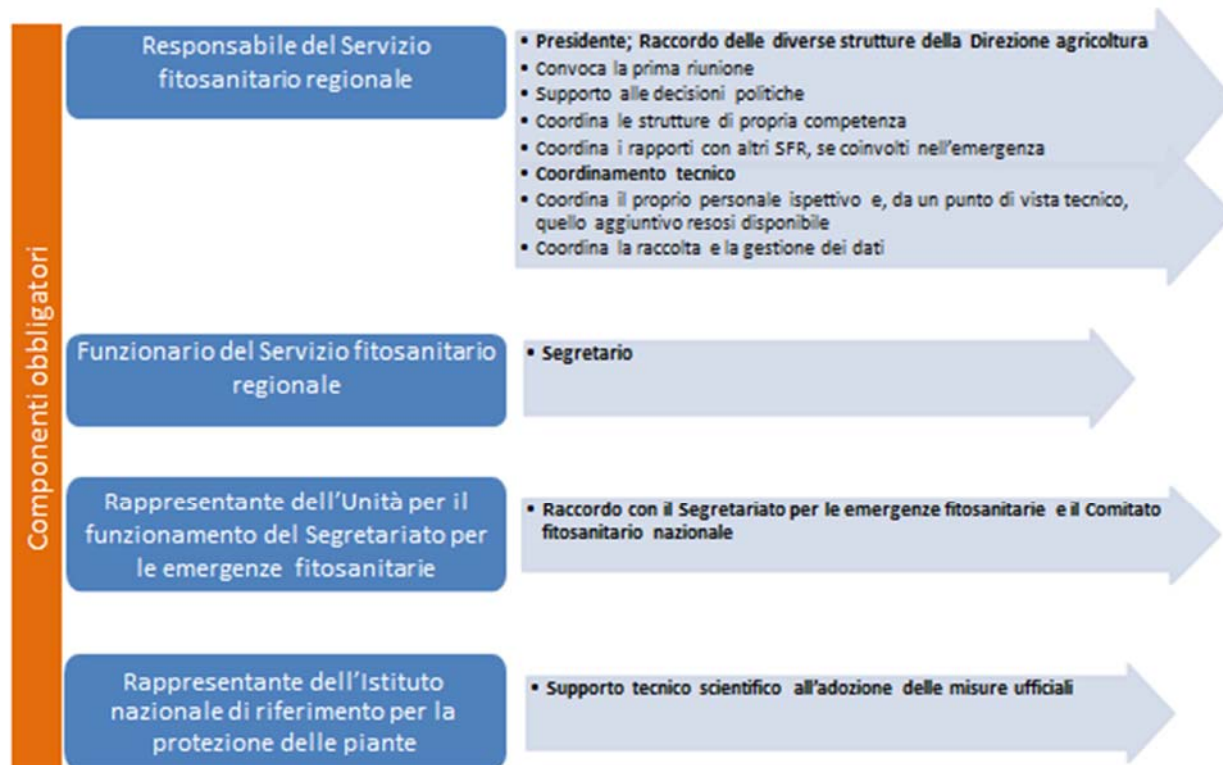 Componenti obbligatori
Responsabile del Servizio
fitosanitario regionale
▪ Presidente; Raccordo delle diverse strutture della Direzione agricoltura
▪ Convoca la prima riunione
▪ Supporto alle decisioni politiche
▪ Coordina le strutture di propria competenza
▪ Coordina i rapporti con altri SFR, se coinvolti nell'emergenza
▪ Coordinamento tecnico
▪ Coordina il proprio personale ispettivo e, da un punto di vista tecnico,
quello aggiuntivo resosi disponibile
▪ Coordina la raccolta e la gestione dei dati
Funzionario del Servizio fitosanitario
regionale
▪ Segretario
Rappresentante dell'Unità per il
funzionamento del Segretariato per
le emergenze fitosanitarie
▪ Raccordo con il Segretariato per le emergenze fitosanitarie e il Comitato
fitosanitario nazionale
Rappresentante dell'Istituto
nazionale di riferimento per la
protezione delle piante
▪ Supporto tecnico scientifico all'adozione delle misure ufficiali